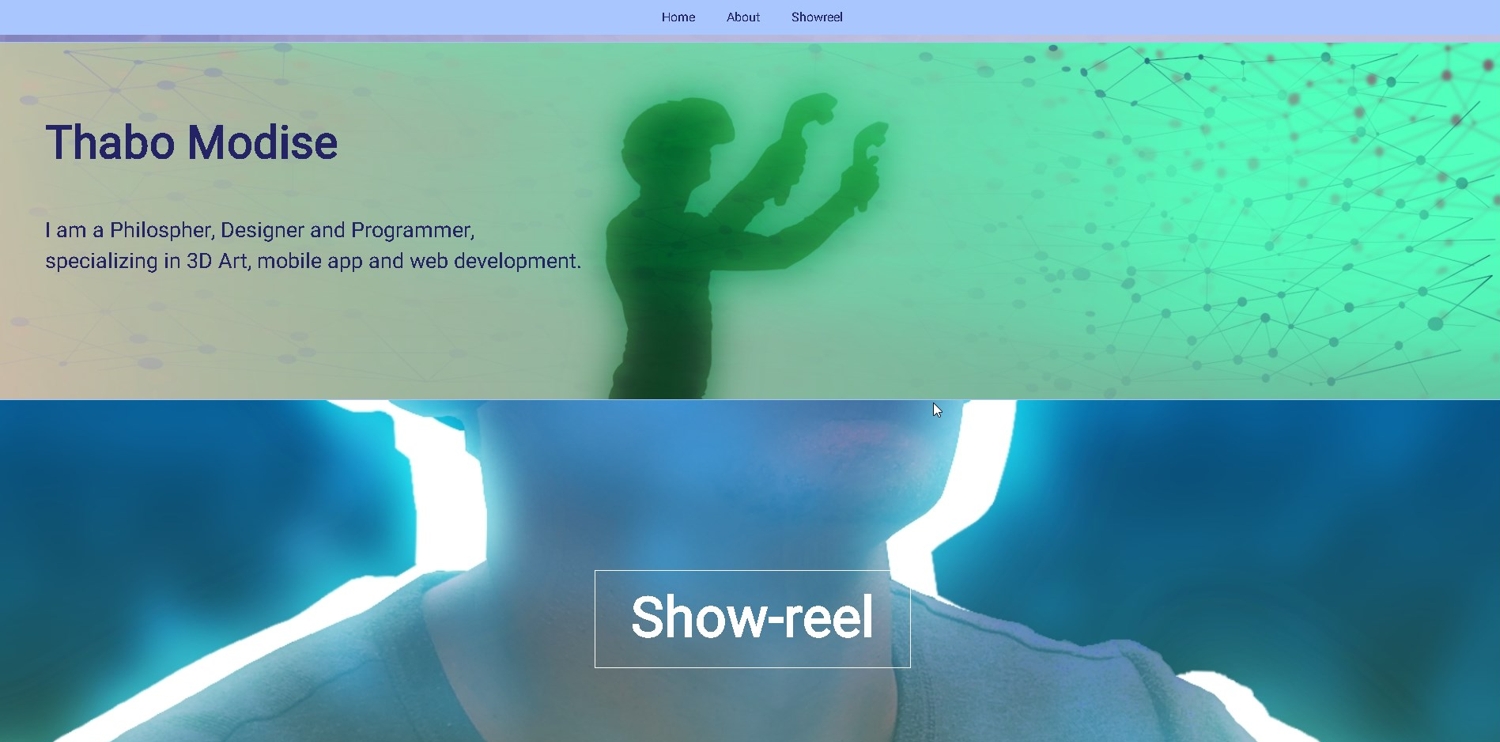 Home About Showreel
Thabo Modise
I am a Philospher, Designer and Programmer,
specializing in 3D Art, mobile app and web development.
Show-reel